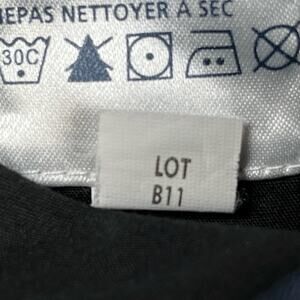 NEPAS NETTOYER A SEC
30C
LOT
B11